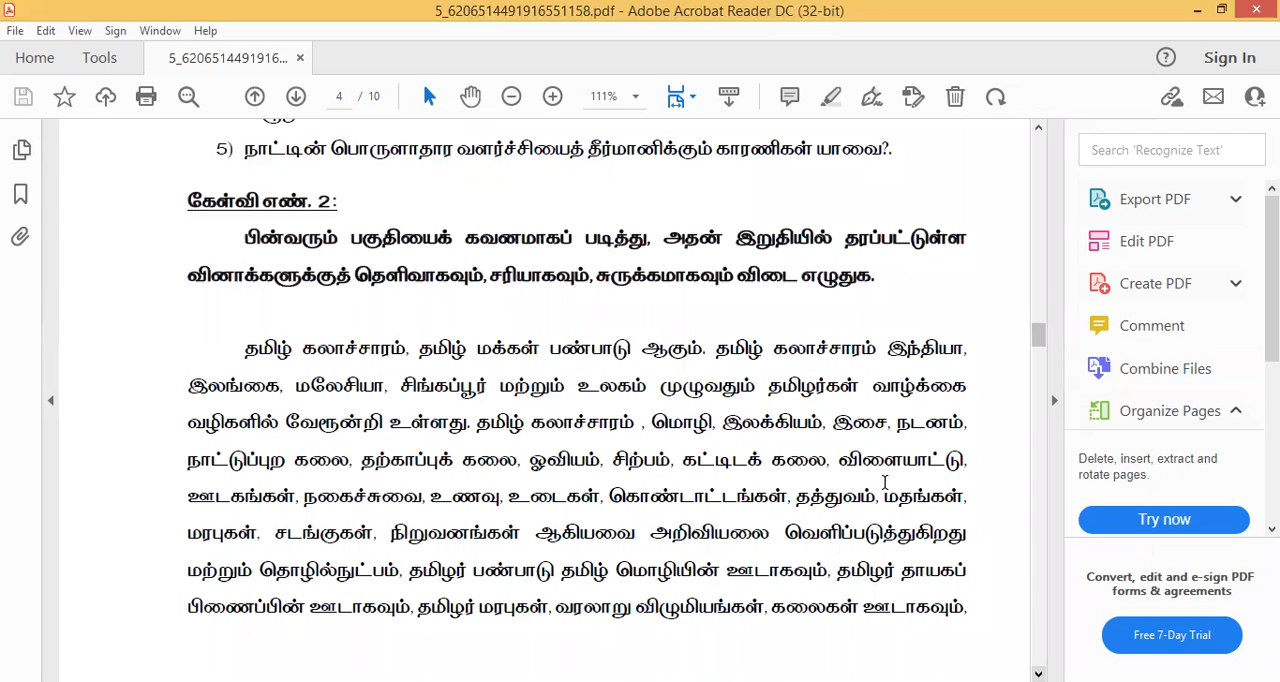 5_6206514491916551158.pdf - Adobe Acrobat Reader DC (32-bit)
File Edit View Sign Window Help
Home Tools 5_6206514491916... × Sign In
4 / 10 111%
5) நாட்டின் பொருளாதார வளர்ச்சியைத் தீர்மானிக்கும் காரணிகள் யாவை?.
கேள்வி எண். 2:
பின்வரும் பகுதியைக் கவனமாகப் படித்து, அதன் இறுதியில் தரப்பட்டுள்ள
வினாக்களுக்குத் தெளிவாகவும், சரியாகவும், சுருக்கமாகவும் விடை எழுதுக.
தமிழ் கலாச்சாரம், தமிழ் மக்கள் பண்பாடு ஆகும். தமிழ் கலாச்சாரம் இந்தியா,
இலங்கை, மலேசியா, சிங்கப்பூர் மற்றும் உலகம் முழுவதும் தமிழர்கள் வாழ்க்கை
வழிகளில் வேரூன்றி உள்ளது. தமிழ் கலாச்சாரம் , மொழி, இலக்கியம், இசை, நடனம்,
நாட்டுப்புற கலை, தற்காப்புக் கலை, ஓவியம், சிற்பம், கட்டிடக் கலை, விளையாட்டு,
ஊடகங்கள், நகைச்சுவை, உணவு, உடைகள், கொண்டாட்டங்கள், தத்துவம், மதங்கள்,
மரபுகள், சடங்குகள், நிறுவனங்கள் ஆகியவை அறிவியலை வெளிப்படுத்துகிறது
மற்றும் தொழில்நுட்பம், தமிழர் பண்பாடு தமிழ் மொழியின் ஊடாகவும், தமிழர் தாயகப்
பிணைப்பின் ஊடாகவும், தமிழர் மரபுகள், வரலாறு விழுமியங்கள், கலைகள் ஊடாகவும்,
Search 'Recognize Text'
Export PDF
Edit PDF
Create PDF
Comment
Combine Files
Organize Pages
Delete, insert, extract and
rotate pages.
Try now
Convert, edit and e-sign PDF
forms & agreements
Free 7-Day Trial